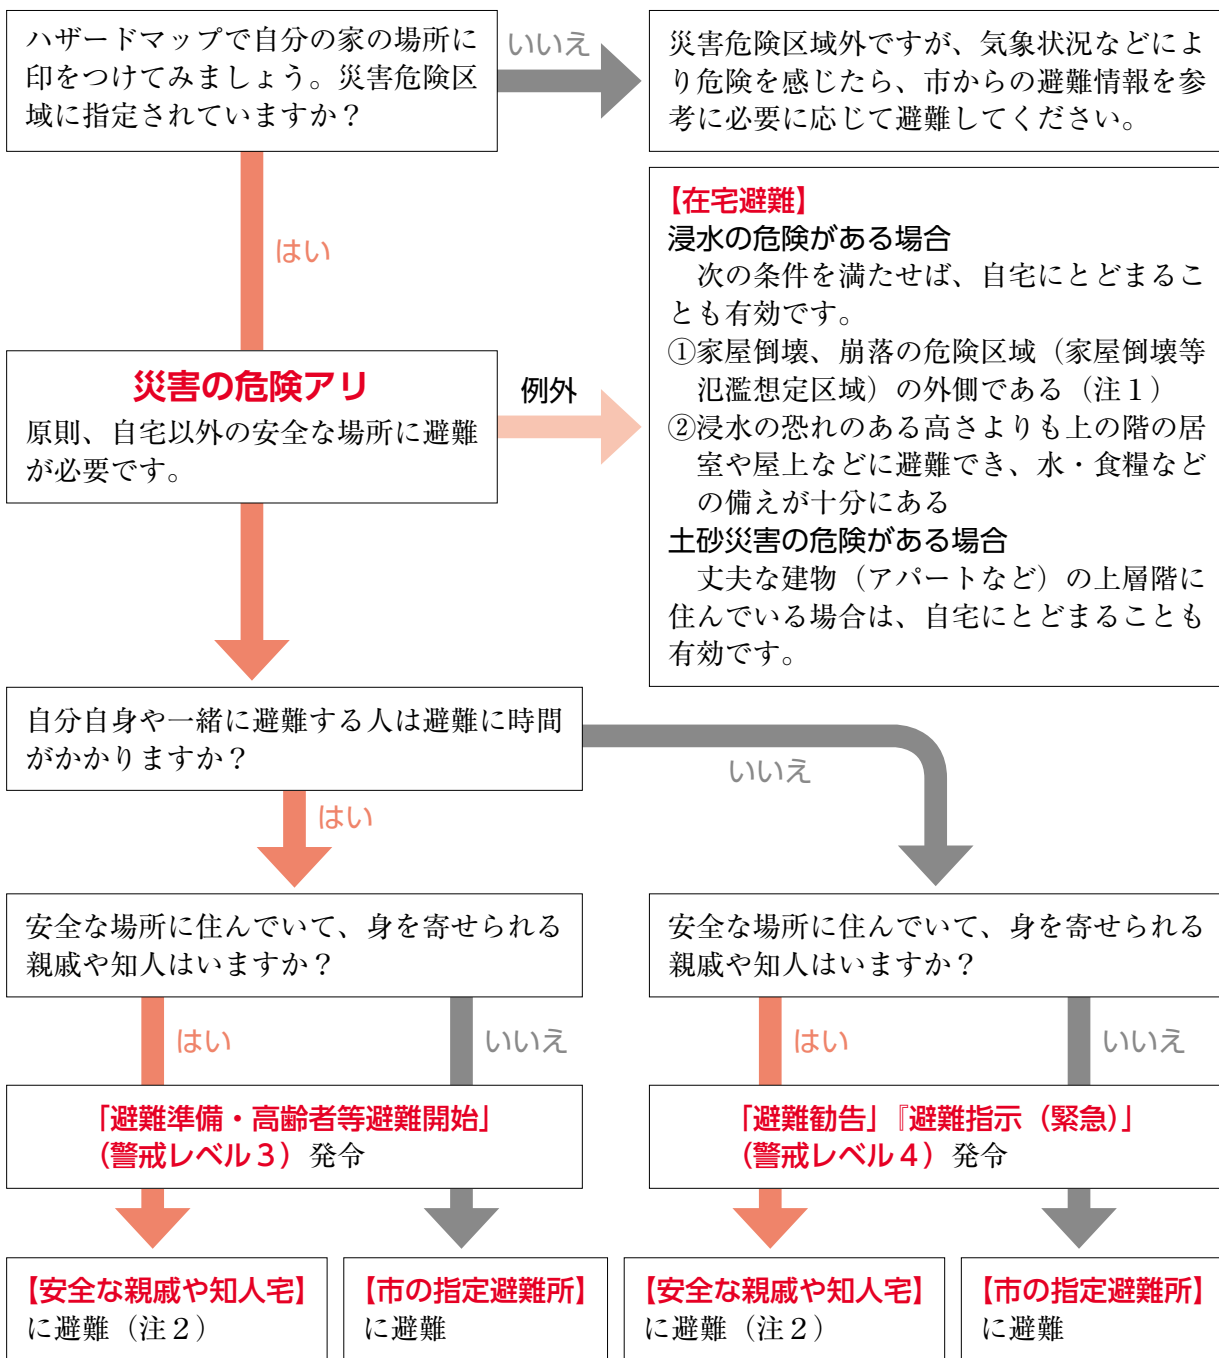 ハザードマップで自分の家の場所に
印をつけてみましょう。災害危険区
域に指定されていますか？
いいえ
災害危険区域外ですが、気象状況などによ
り危険を感じたら、市からの避難情報を参
考に必要に応じて避難してください。
はい
【在宅避難】
浸水の危険がある場合
　次の条件を満たせば、自宅にとどまるこ
とも有効です。
①家屋倒壊、崩落の危険区域（家屋倒壊等
氾濫想定区域）の外側である（注１）
②浸水の恐れのある高さよりも上の階の居
室や屋上などに避難でき、水・食糧など
の備えが十分にある
土砂災害の危険がある場合
　丈夫な建物（アパートなど）の上層階に
住んでいる場合は、自宅にとどまることも
有効です。
災害の危険アリ
原則、自宅以外の安全な場所に避難
が必要です。
例外
自分自身や一緒に避難する人は避難に時間
がかかりますか？
いいえ
はい
安全な場所に住んでいて、身を寄せられる
親戚や知人はいますか？
安全な場所に住んでいて、身を寄せられる
親戚や知人はいますか？
はい
いいえ
はい
いいえ
「避難準備・高齢者等避難開始」
（警戒レベル３）発令
「避難勧告」『避難指示（緊急）」
（警戒レベル４）発令
【安全な親戚や知人宅】
に避難（注２）
【市の指定避難所】
に避難
【安全な親戚や知人宅】
に避難（注２）
【市の指定避難所】
に避難